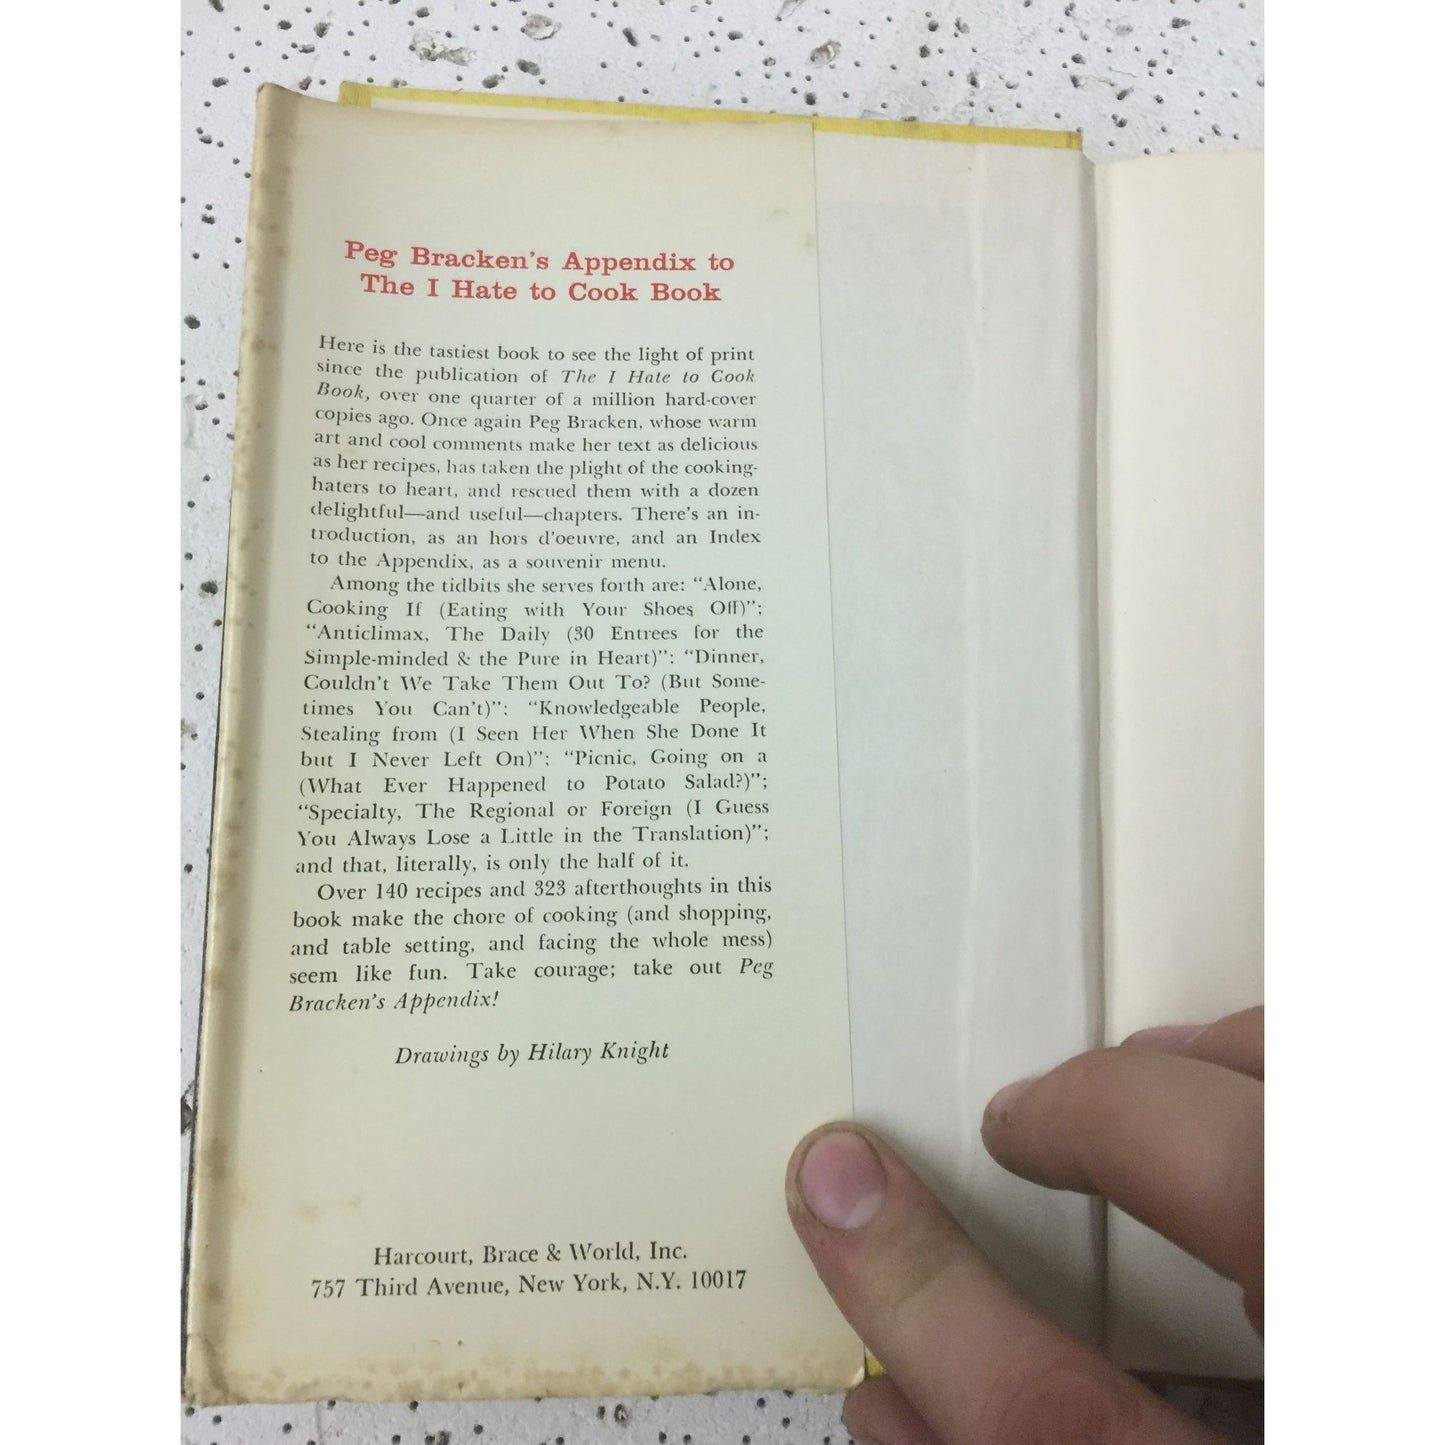 Peg Bracken's Appendix to
The I Hate to Cook Book
Here is the tastiest book to see the light of print
since the publication of The I Hate to Cook
Book, over one quarter of a million hard-cover
copies ago. Once again Peg Bracken, whose warm
art and cool comments make her text as delicious
as her recipes, has taken the plight of the cooking-
haters to heart, and rescued them with a dozen
delightful—and useful—chapters. There's an in-
troduction, as an hors d'oeuvre, and an Index
to the Appendix, as a souvenir menu.
Among the tidbits she serves forth are: "Alone,
Cooking If (Eating with Your Shoes Off)";
"Anticlimax, The Daily (30 Entrees for the
Simple-minded & the Pure in Heart)"; "Dinner,
Couldn't We Take Them Out To? (But Some-
times You Can't)"; "Knowledgeable People,
Stealing from (I Seen Her When She Done It
but I Never Left On)"; "Picnic, Going on a
(What Ever Happened to Potato Salad?)";
"Specialty, The Regional or Foreign (I Guess
You Always Lose a Little in the Translation)";
and that, literally, is only the half of it.
Over 140 recipes and 323 afterthoughts in this
book make the chore of cooking (and shopping,
and table setting, and facing the whole mess)
seem like fun. Take courage; take out Peg
Bracken's Appendix!
Drawings by Hilary Knight
Harcourt, Brace & World, Inc.
757 Third Avenue, New York, N.Y. 10017